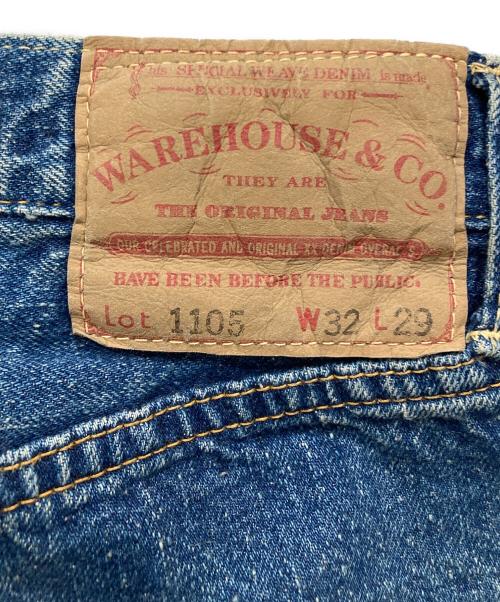 This SPECIAL WEAVE DENIM is made
EXCLUSIVELY FOR
WAREHOUSE & CO.
THEY ARE
THE ORIGINAL JEANS
OUR CELEBRATED AND ORIGINAL XX DENIM OVERALLS
HAVE BEEN BEFORE THE PUBLIC.
Lot 1105 W32 L29